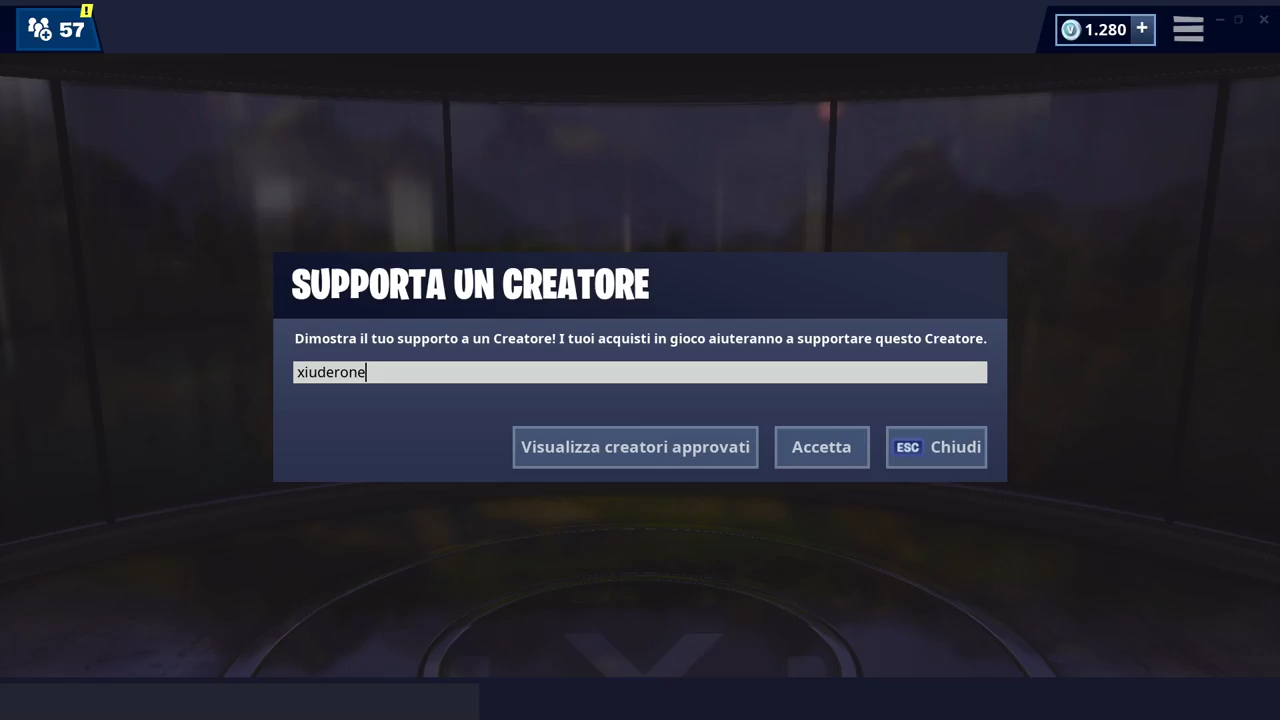 57
!
1.280 +
SUPPORTA UN CREATORE
Dimostra il tuo supporto a un Creatore! I tuoi acquisti in gioco aiuteranno a supportare questo Creatore.
xiuderone
Visualizza creatori approvati
Accetta
ESC Chiudi